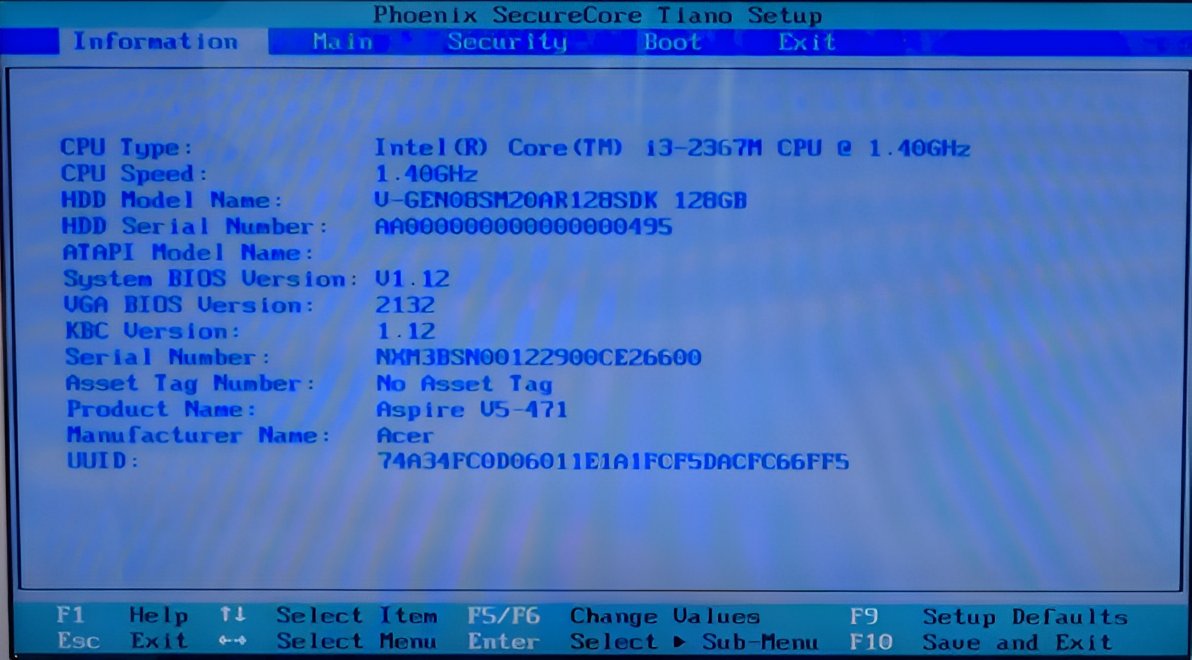 Phoenix SecureCore Tiano Setup
Information Main Security Boot Exit
CPU Type: Intel(R) Core(TM) i3-2367M CPU @ 1.40GHz
CPU Speed: 1.40GHz
HDD Model Name: U-GEN08SM20AR128SDK 128GB
HDD Serial Number: AA000000000000000495
ATAPI Model Name:
System BIOS Version: V1.12
VGA BIOS Version: 2132
KBC Version: 1.12
Serial Number: NXM3BSN00122900CE26600
Asset Tag Number: No Asset Tag
Product Name: Aspire V5-471
Manufacturer Name: Acer
UUID: 74A34FC0D06011E1A1FCF5DACFC66FF5
F1 Help ↑↓ Select Item F5/F6 Change Values F9 Setup Defaults
Esc Exit ↔ Select Menu Enter Select ▶ Sub-Menu F10 Save and Exit